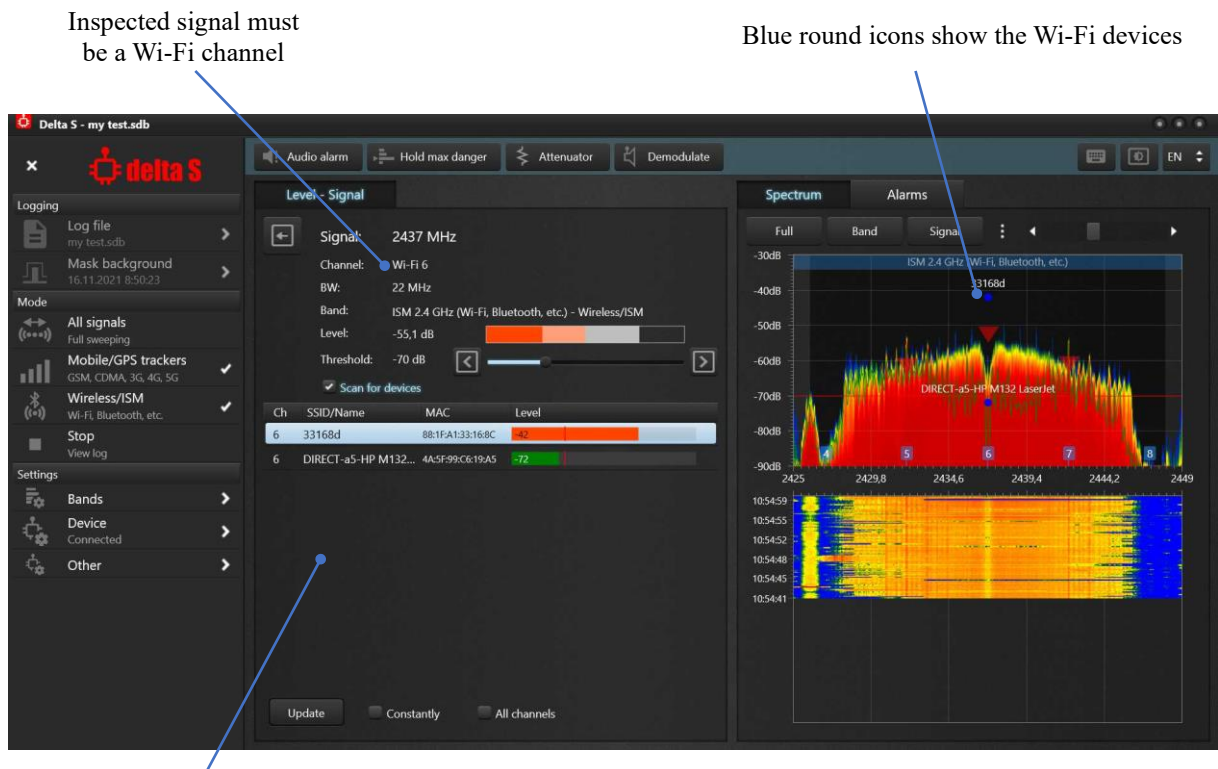 Inspected signal must
be a Wi-Fi channel
Blue round icons show the Wi-Fi devices
Delta S - my test.sdb
delta S
Logging
Log file
my test.sdb
Mask background
16.11.2021 8:50:23
Mode
All signals
Full sweeping
Mobile/GPS trackers
GSM, CDMA, 3G, 4G, 5G
Wireless/ISM
Wi-Fi, Bluetooth, etc.
Stop
View log
Settings
Bands
Device
Connected
Other
Audio alarm
Hold max danger
Attenuator
Demodulate
EN
Level - Signal
Signal: 2437 MHz
Channel: Wi-Fi 6
BW: 22 MHz
Band: ISM 2.4 GHz (Wi-Fi, Bluetooth, etc.) - Wireless/ISM
Level: -55,1 dB
Threshold: -70 dB
Scan for devices
Ch SSID/Name MAC Level
6 33168d 88:1F:A1:33:16:8C -42
6 DIRECT-a5-HP M132... 4A:5F:99:C6:19:A5 -72
Update
Constantly
All channels
Spectrum
Alarms
Full
Band
Signal
ISM 2.4 GHz (Wi-Fi, Bluetooth, etc.)
33168d
DIRECT-a5-HP M132 LaserJet
-30dB
-40dB
-50dB
-60dB
-70dB
-80dB
-90dB
4 5 6 7 8
2425 2429,8 2434,6 2439,4 2444,2 2449
10:54:59
10:54:55
10:54:52
10:54:48
10:54:45
10:54:41